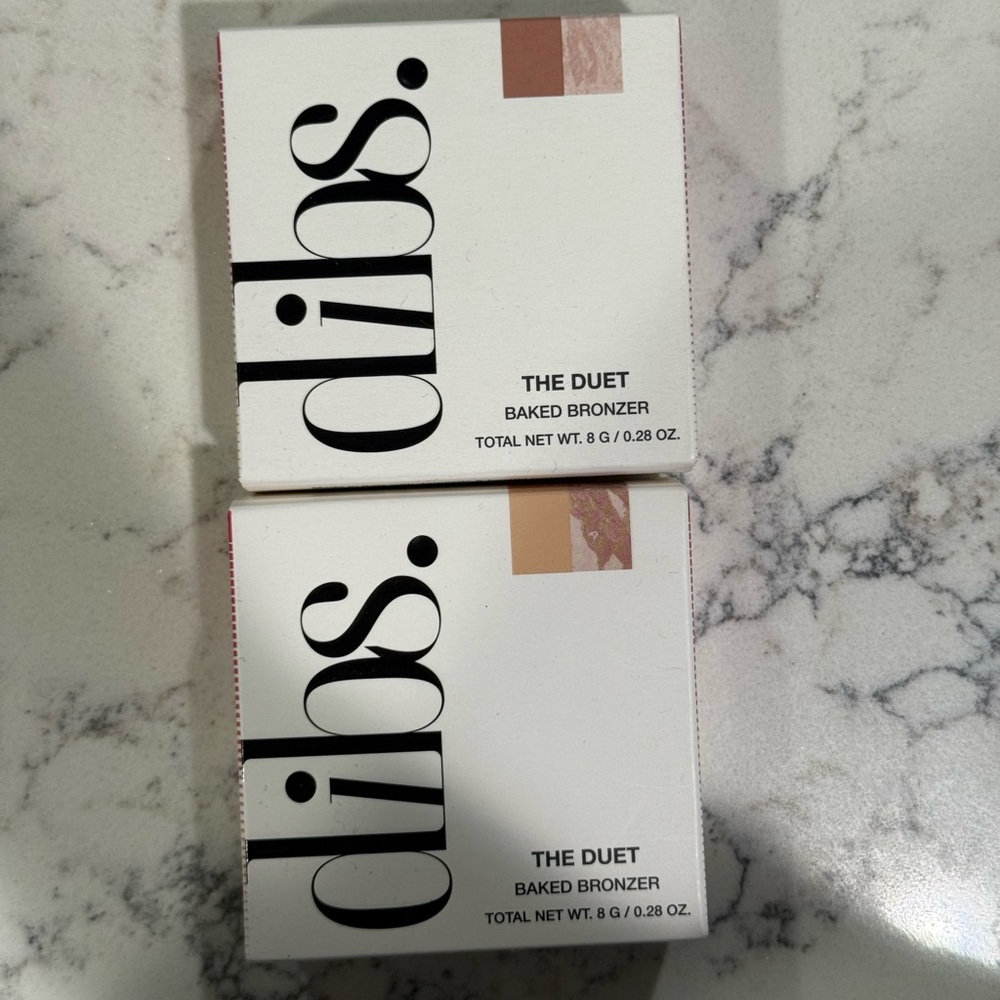 dibs.
THE DUET
BAKED BRONZER
TOTAL NET WT. 8 G / 0.28 OZ.
dibs.
THE DUET
BAKED BRONZER
TOTAL NET WT. 8 G / 0.28 OZ.